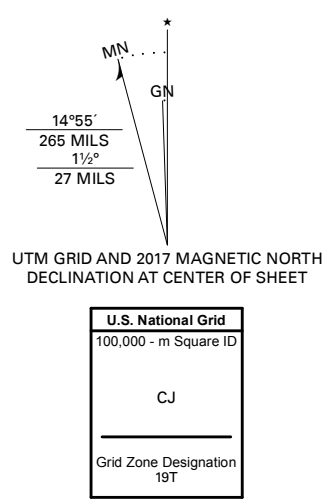 ★
MN
GN
14°55´
265 MILS
1½°
27 MILS
UTM GRID AND 2017 MAGNETIC NORTH
DECLINATION AT CENTER OF SHEET
U.S. National Grid
100,000 - m Square ID
CJ
Grid Zone Designation
19T